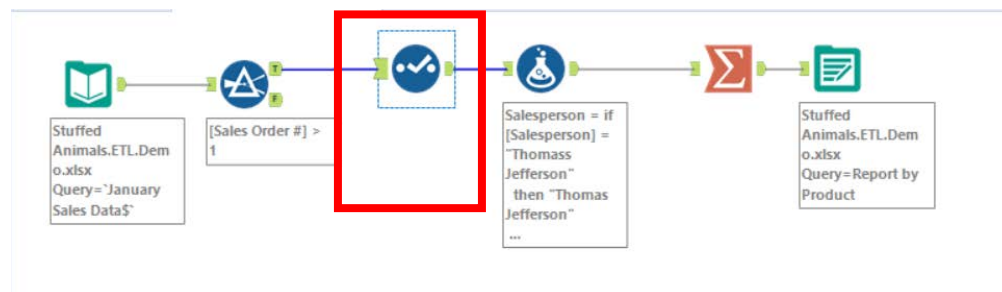 T
F
Stuffed
Animals.ETL.Dem
o.xlsx
Query=`January
Sales Data$`
[Sales Order #] >
1
Salesperson = if
[Salesperson] =
"Thomass
Jefferson"
then "Thomas
Jefferson"
...
Stuffed
Animals.ETL.Dem
o.xlsx
Query=Report by
Product